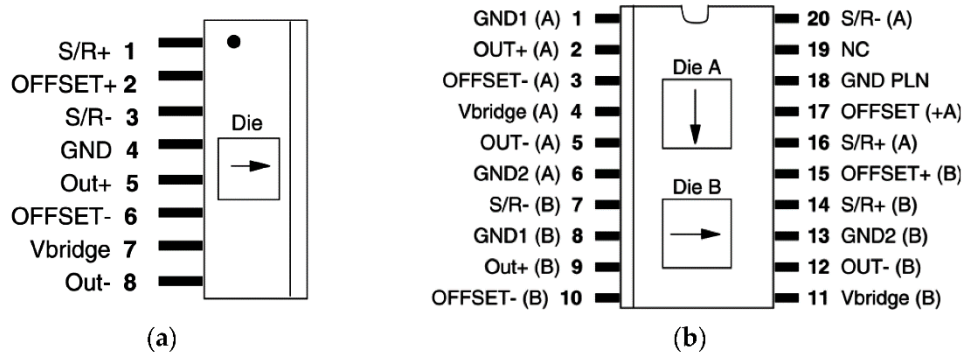 S/R+ 1
OFFSET+ 2
S/R- 3
GND 4
Out+ 5
OFFSET- 6
Vbridge 7
Out- 8
Die
(a)
GND1 (A) 1
OUT+ (A) 2
OFFSET- (A) 3
Vbridge (A) 4
OUT- (A) 5
GND2 (A) 6
S/R- (B) 7
GND1 (B) 8
Out+ (B) 9
OFFSET- (B) 10
Die A
Die B
20 S/R- (A)
19 NC
18 GND PLN
17 OFFSET (+A)
16 S/R+ (A)
15 OFFSET+ (B)
14 S/R+ (B)
13 GND2 (B)
12 OUT- (B)
11 Vbridge (B)
(b)